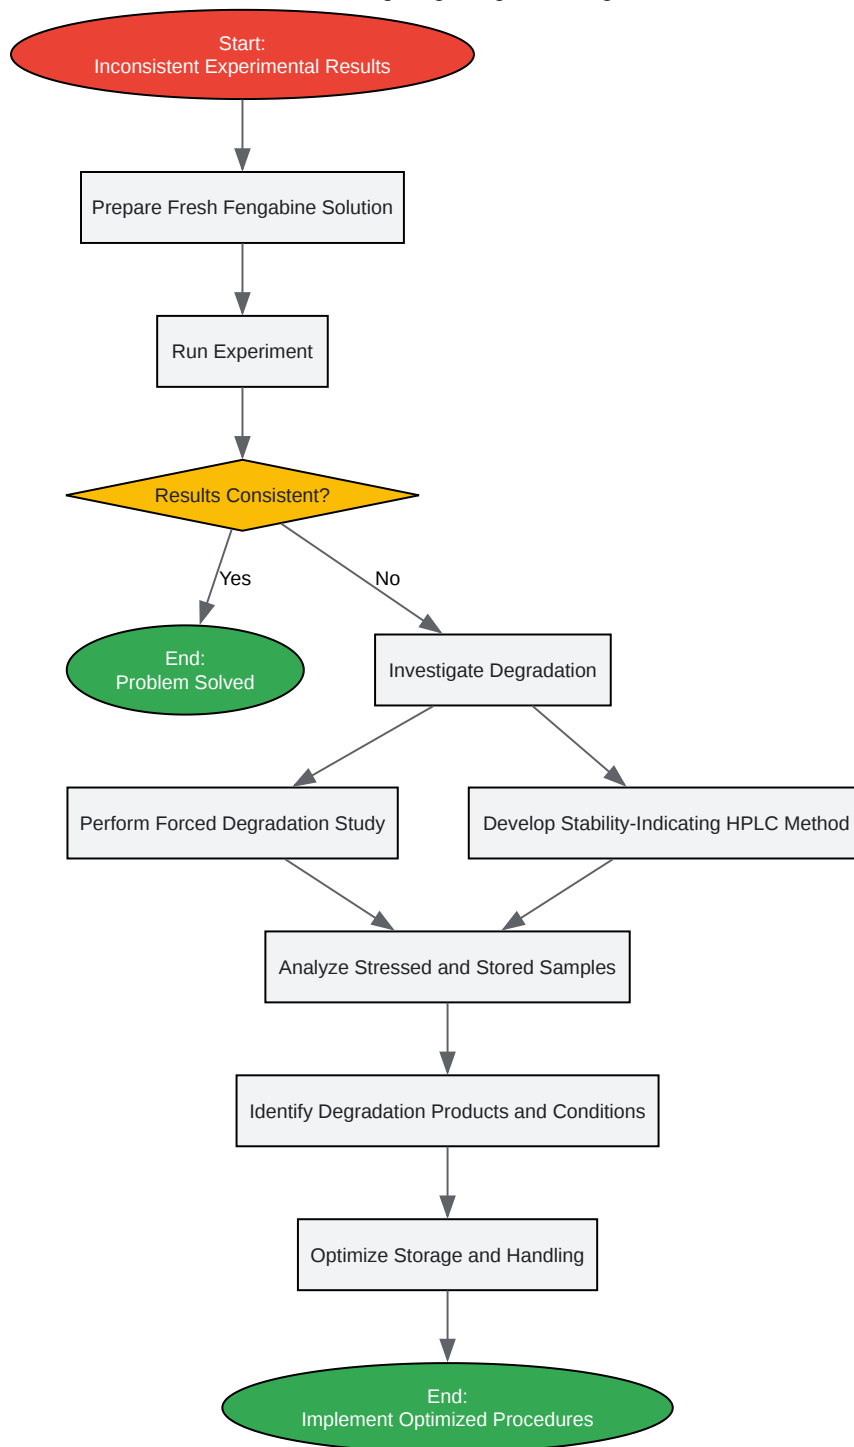 Start:
Inconsistent Experimental Results
Prepare Fresh Fengabine Solution
Run Experiment
Results Consistent?
Yes
No
End:
Problem Solved
Investigate Degradation
Perform Forced Degradation Study
Develop Stability-Indicating HPLC Method
Analyze Stressed and Stored Samples
Identify Degradation Products and Conditions
Optimize Storage and Handling
End:
Implement Optimized Procedures